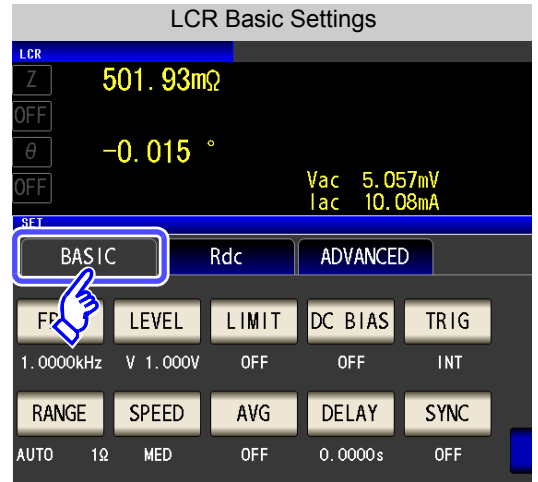 LCR Basic Settings
LCR
Z 501.93mΩ
OFF
θ -0.015 °
OFF
Vac 5.057mV
Iac 10.08mA
SET
BASIC Rdc ADVANCED
LEVEL LIMIT DC BIAS TRIG
1.0000kHz V 1.000V OFF OFF INT
RANGE SPEED AVG DELAY SYNC
AUTO 1Ω MED OFF 0.0000s OFF